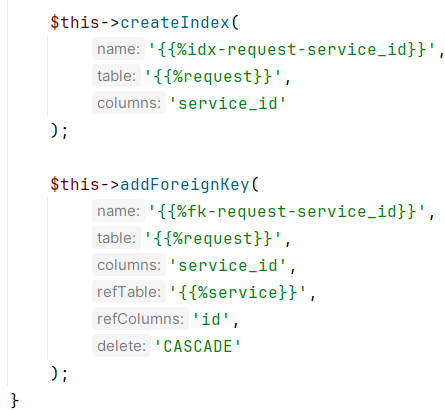 $this->createIndex(
name: '{{%idx-request-service_id}}',
table: '{{%request}}',
columns: 'service_id'
);
$this->addForeignKey(
name: '{{%fk-request-service_id}}',
table: '{{%request}}',
columns: 'service_id',
refTable: '{{%service}}',
refColumns: 'id',
delete: 'CASCADE'
);
}